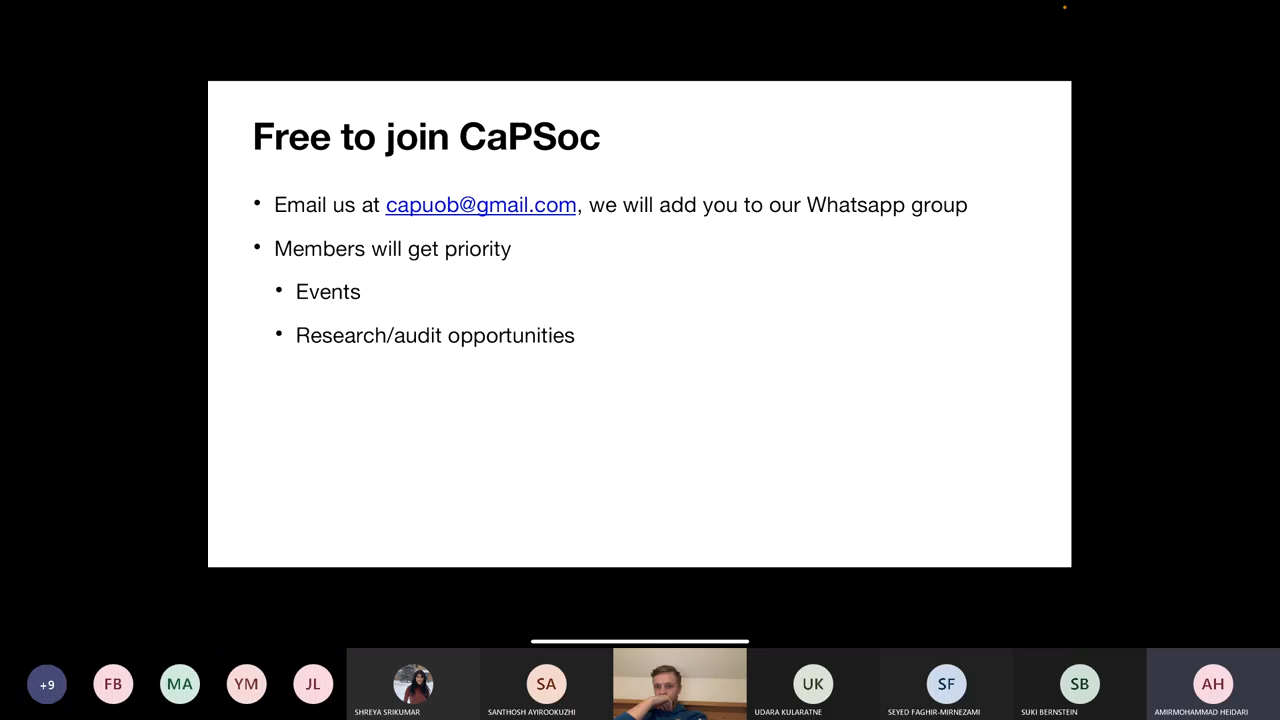 Free to join CaPSoc
• Email us at capuob@gmail.com, we will add you to our Whatsapp group
• Members will get priority
• Events
• Research/audit opportunities
+9
FB
MA
YM
JL
SHREYA SRIKUMAR
SA
SANTHOSH AYIROOKUZHI
UK
UDARA KULARATNE
SF
SEYED FAGHIR-MIRNEZAMI
SB
SUKI BERNSTEIN
AH
AMIRMOHAMMAD HEIDARI